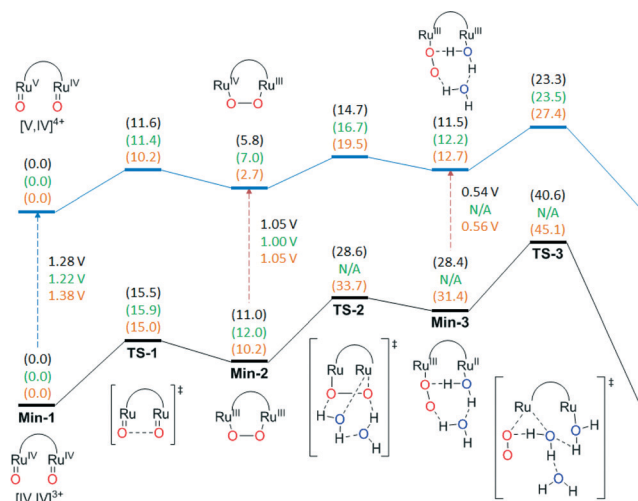 Ru^V Ru^IV
O O
[V,IV]⁴⁺
(0.0)
(0.0)
(0.0)
(11.6)
(11.4)
(10.2)
Ru^IV Ru^III
O—O
(5.8)
(7.0)
(2.7)
(14.7)
(16.7)
(19.5)
Ru^III Ru^III
O H O
O H
H O
H
(11.5)
(12.2)
(12.7)
(23.3)
(23.5)
(27.4)
1.28 V
1.22 V
1.38 V
1.05 V
1.00 V
1.05 V
0.54 V
N/A
0.56 V
(0.0)
(0.0)
(0.0)
Min-1
(15.5)
(15.9)
(15.0)
TS-1
(11.0)
(12.0)
(10.2)
Min-2
(28.6)
N/A
(33.7)
TS-2
(28.4)
N/A
(31.4)
Min-3
(40.6)
N/A
(45.1)
TS-3
Ru^IV Ru^IV
O O
[IV,IV]³⁺
Ru Ru ‡
O O
Ru^III Ru^III
O—O
Ru Ru ‡
O O
H H
O O
H H
Ru^III Ru^II
O H O
O H
H O
H
Ru Ru ‡
O H O H O H
O H
H O
H